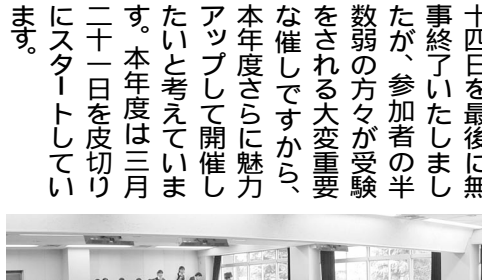 十四日を最後に無
事終了いたしまし
たが、参加者の半
数弱の方々が受験
をされる大変重要
な催しですから、
本年度さらに魅力
アップして開催し
たいと考えていま
す。本年度は三月
二十一日を皮切り
にスタートしてい
ます。